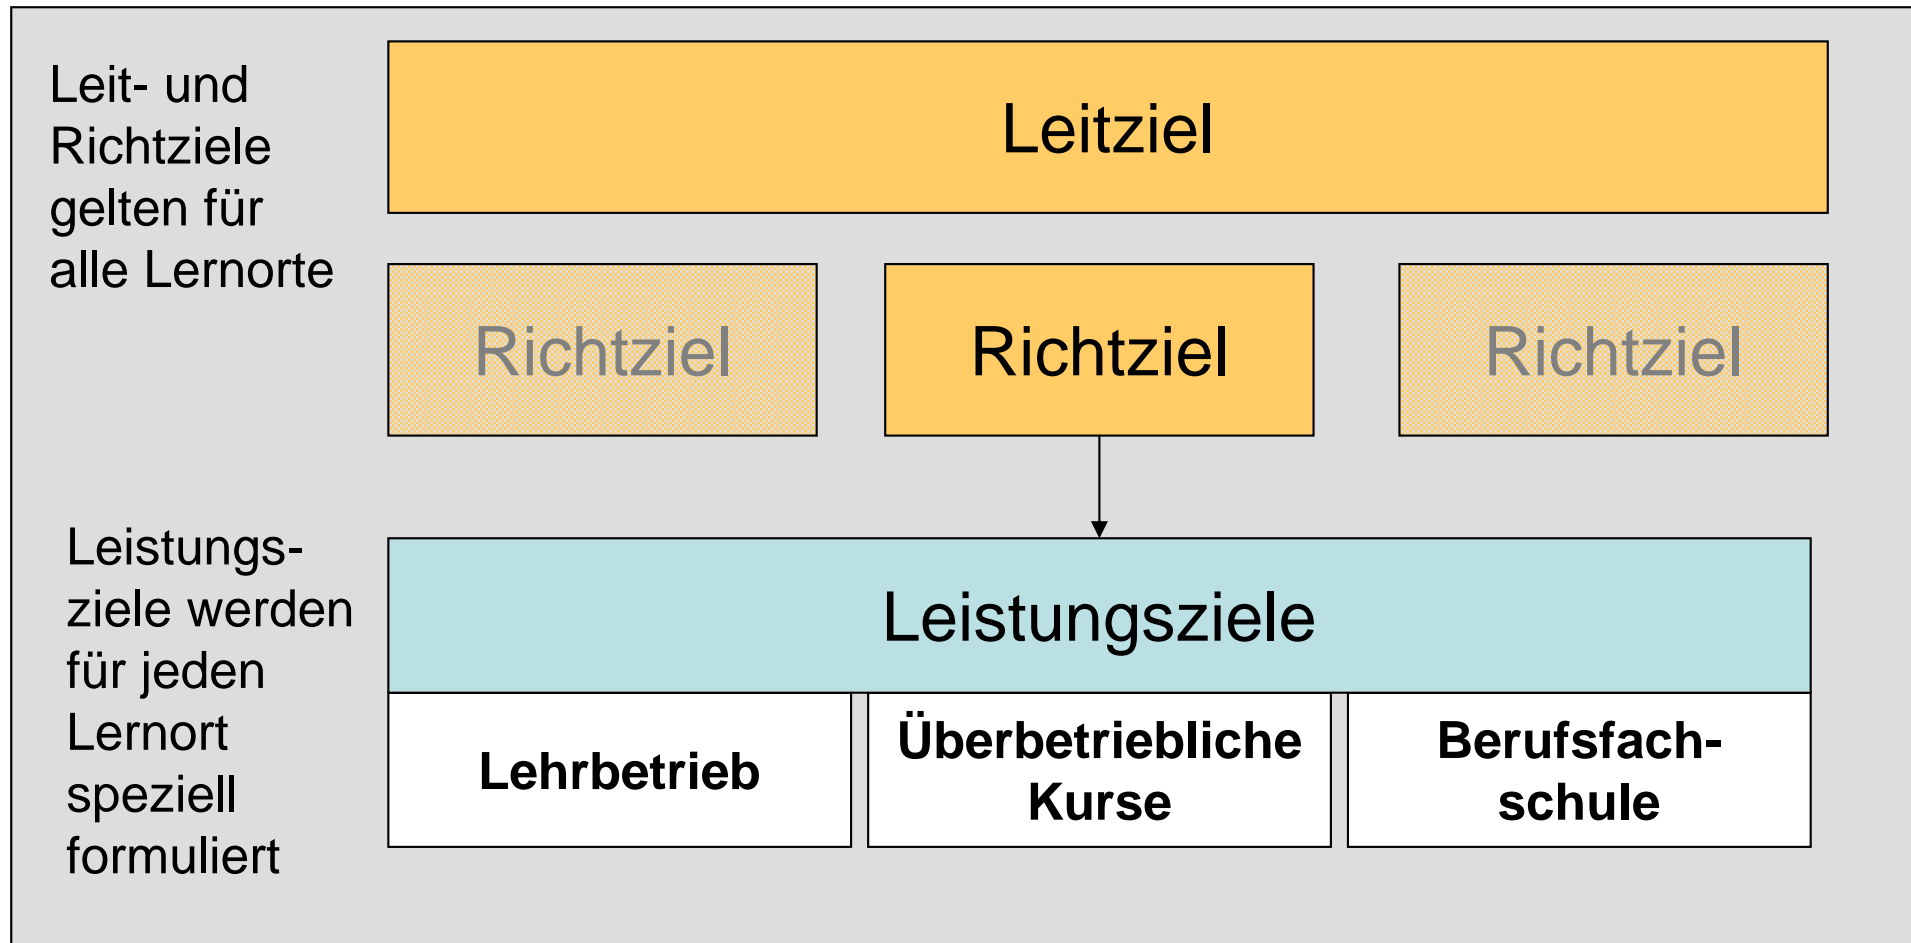 Leit- und
Richtziele
gelten für
alle Lernorte
Leitziel
Richtziel
Richtziel
Richtziel
Leistungs-
ziele werden
für jeden
Lernort
speziell
formuliert
Leistungsziele
Lehrbetrieb
Überbetriebliche
Kurse
Berufsfach-
schule